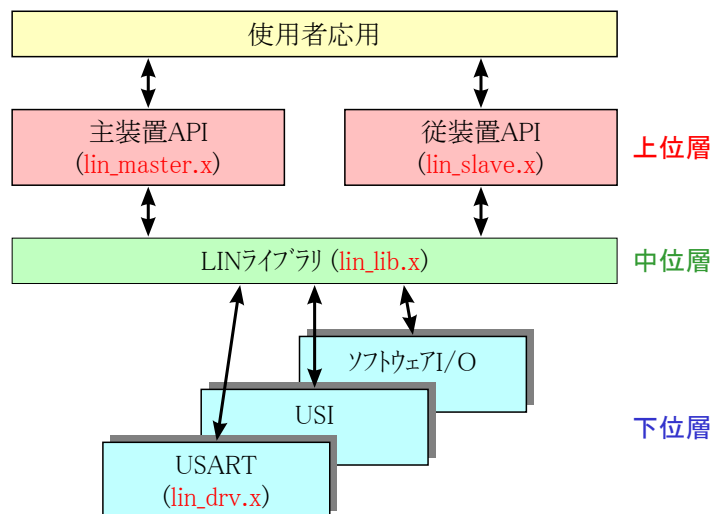 使用者応用
主装置API
(lin_master.x)
従装置API
(lin_slave.x)
上位層
LINライブラリ (lin_lib.x)
中位層
ソフトウェアI/O
USI
下位層
USART
(lin_drv.x)